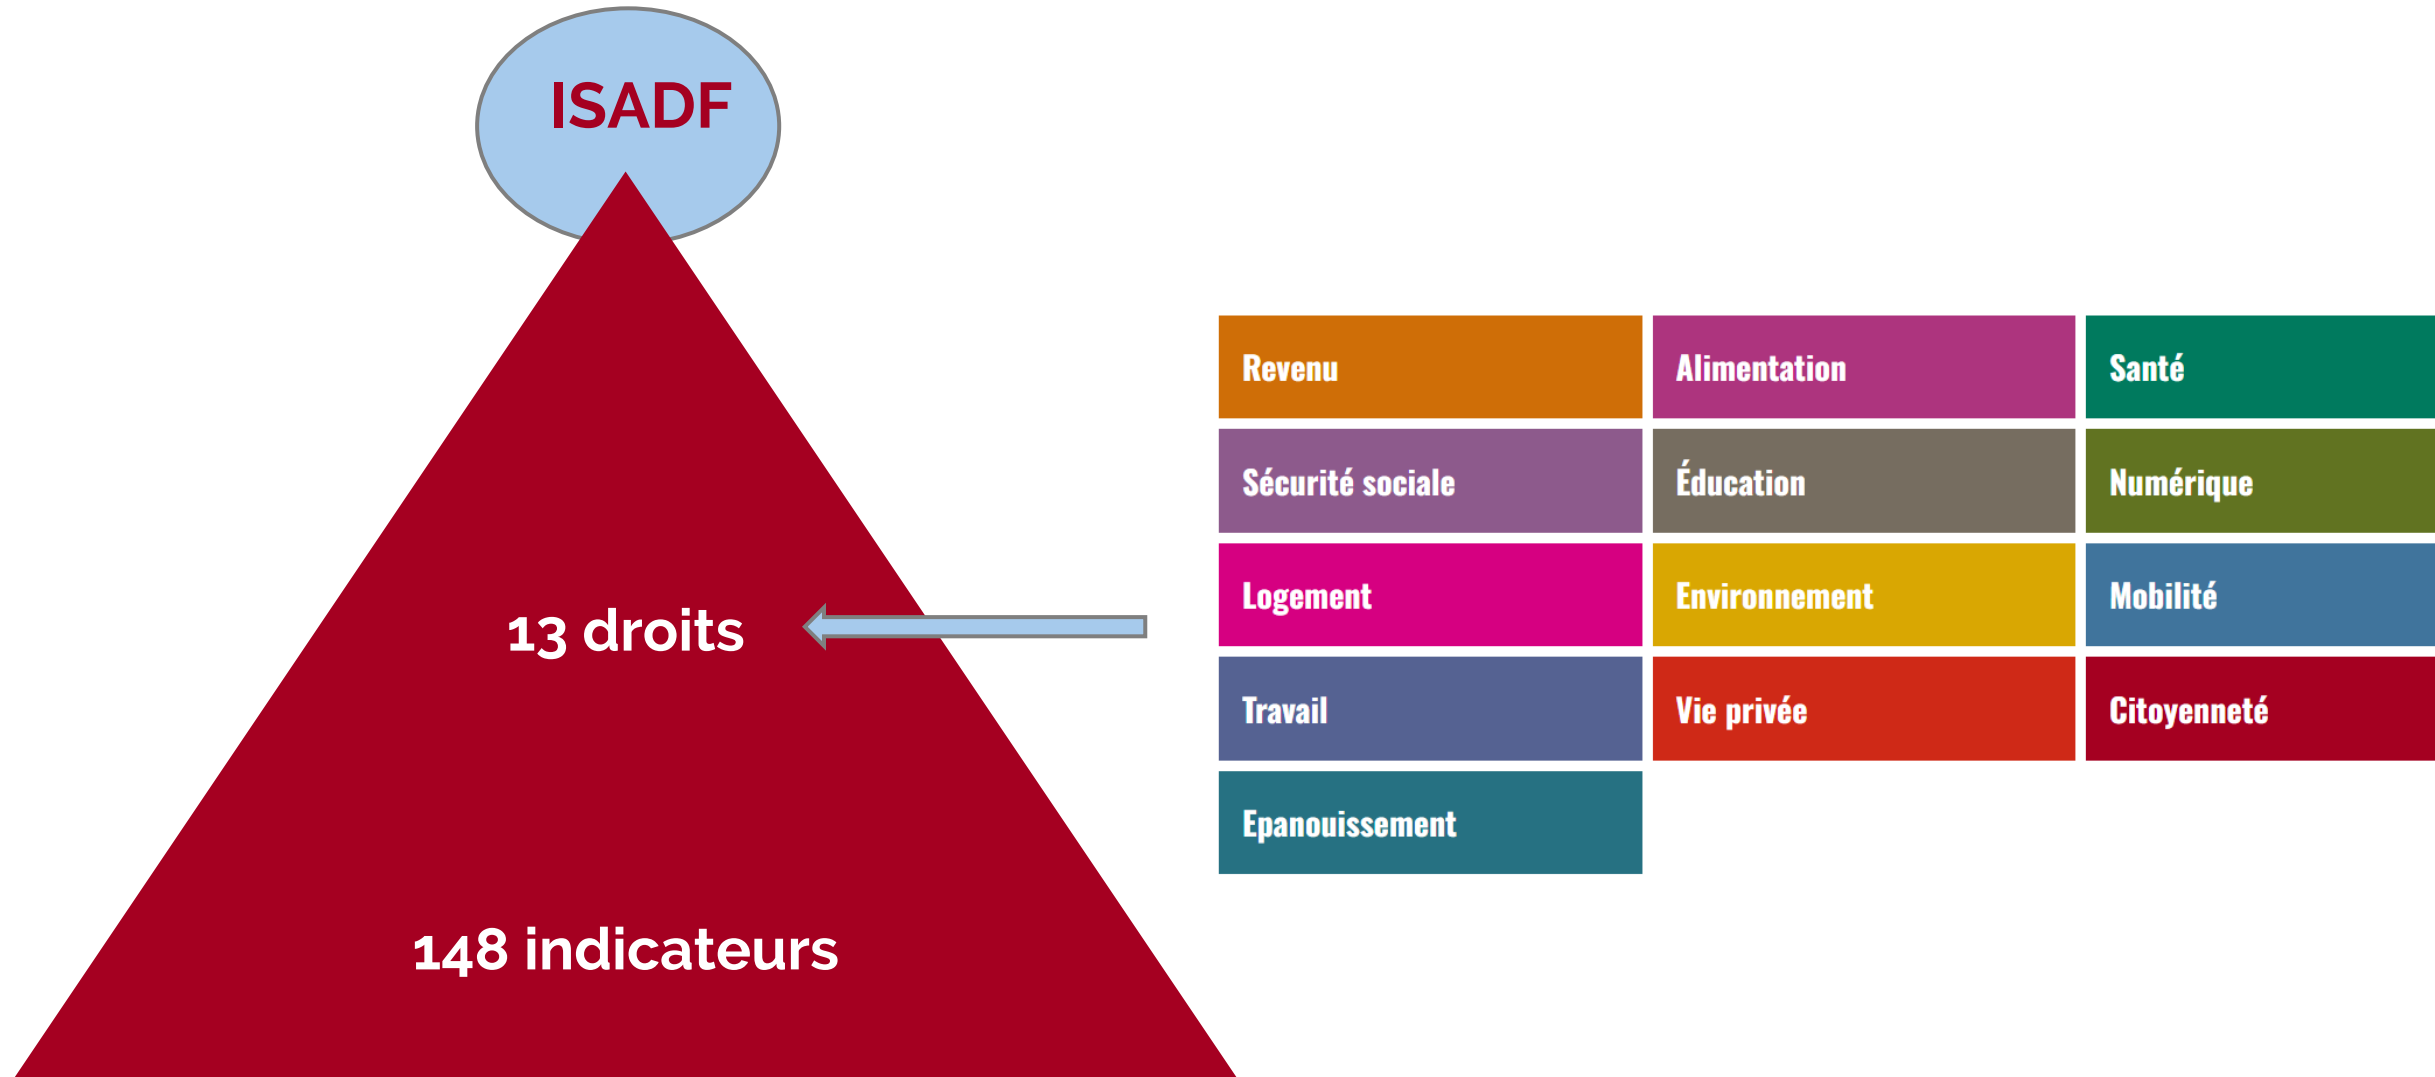 ISADF
13 droits
148 indicateurs
Revenu
Alimentation
Santé
Sécurité sociale
Éducation
Numérique
Logement
Environnement
Mobilité
Travail
Vie privée
Citoyenneté
Epanouissement